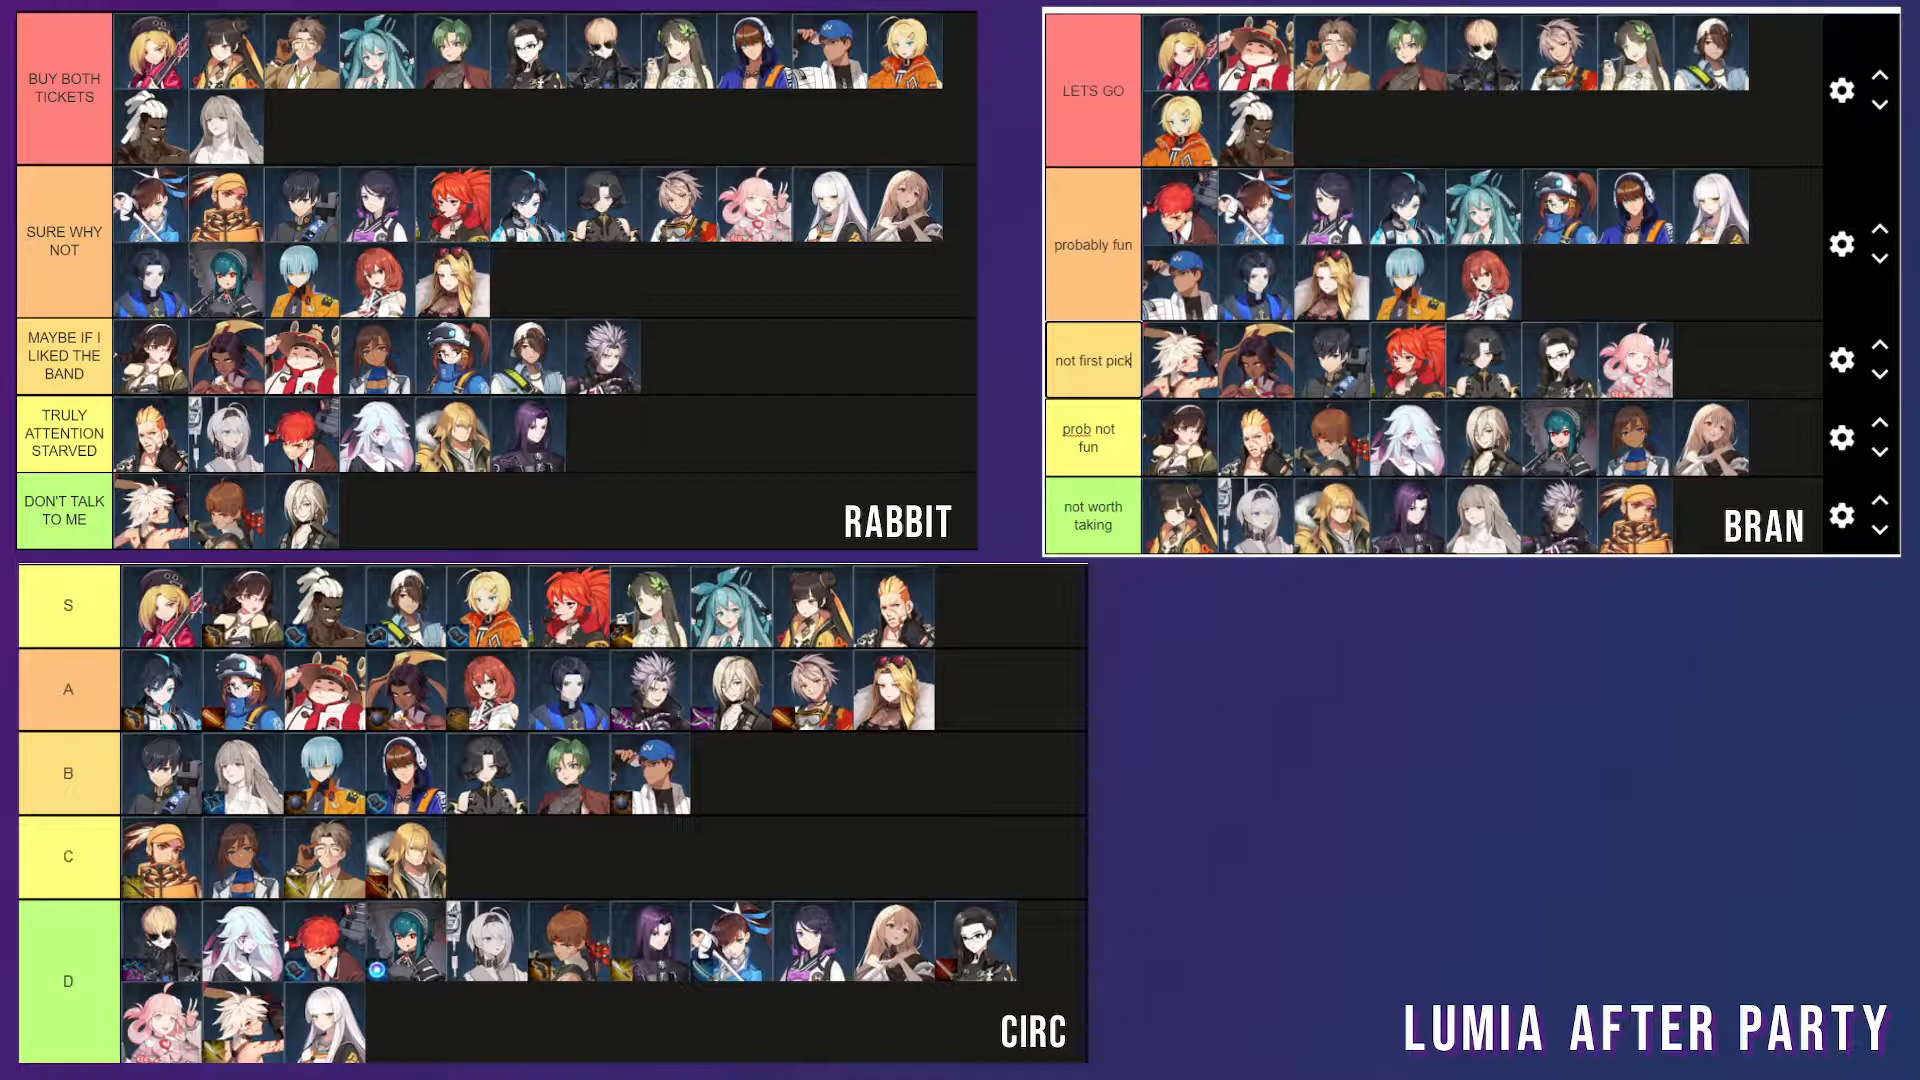 BUY BOTH
TICKETS
SURE WHY
NOT
MAYBE IF I
LIKED THE
BAND
TRULY
ATTENTION
STARVED
DON'T TALK
TO ME
RABBIT
LETS GO
probably fun
not first pick
prob not
fun
not worth
taking
BRAN
S
A
B
C
D
CIRC
LUMIA AFTER PARTY